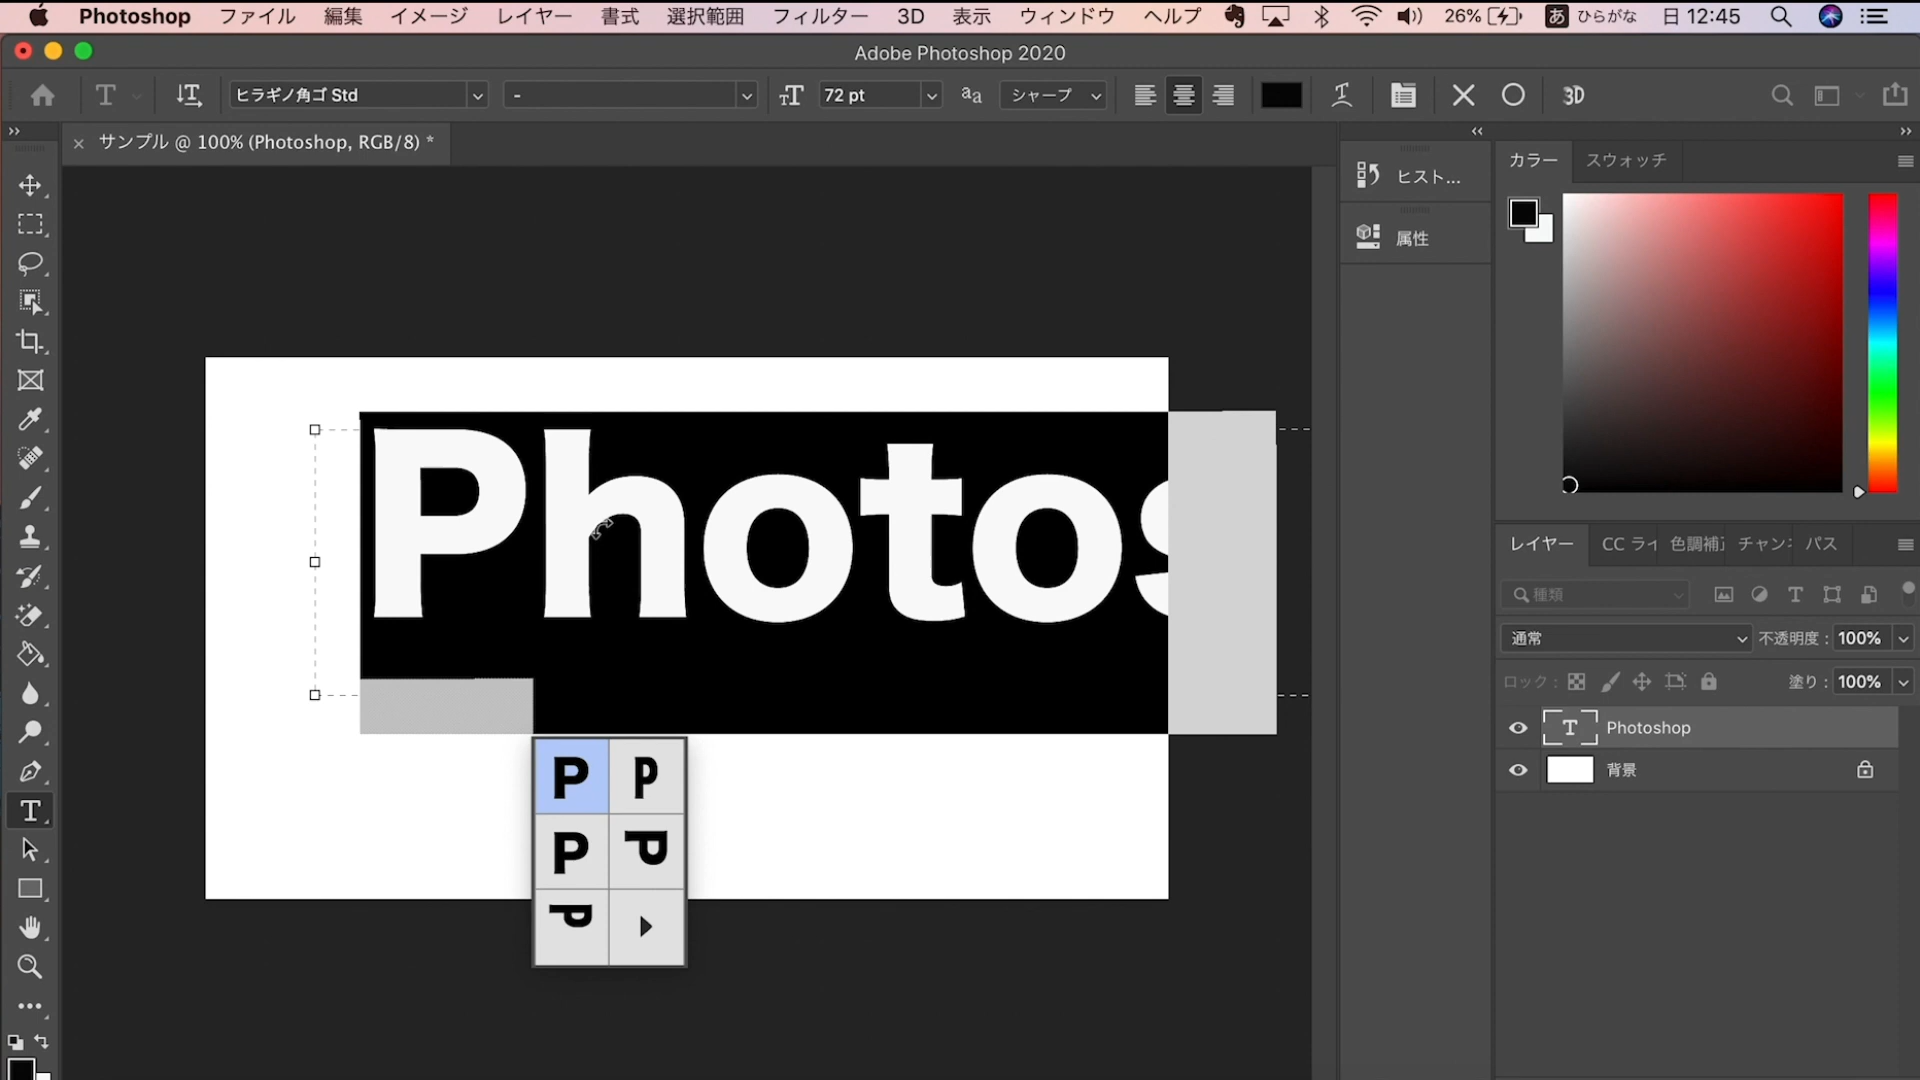 Photoshop ファイル 編集 イメージ レイヤー 書式 選択範囲 フィルター 3D 表示 ウィンドウ ヘルプ 26% あ ひらがな 日 12:45
Adobe Photoshop 2020
T ヒラギノ角ゴ Std - 72 pt シャープ 3D
サンプル @ 100% (Photoshop, RGB/8) *
ヒスト...
属性
カラー スウォッチ
Photos
P P
P P
P
レイヤー CC ライ 色調補正 チャンネ パス
種類
通常 不透明度 : 100%
ロック : 塗り : 100%
T Photoshop
背景